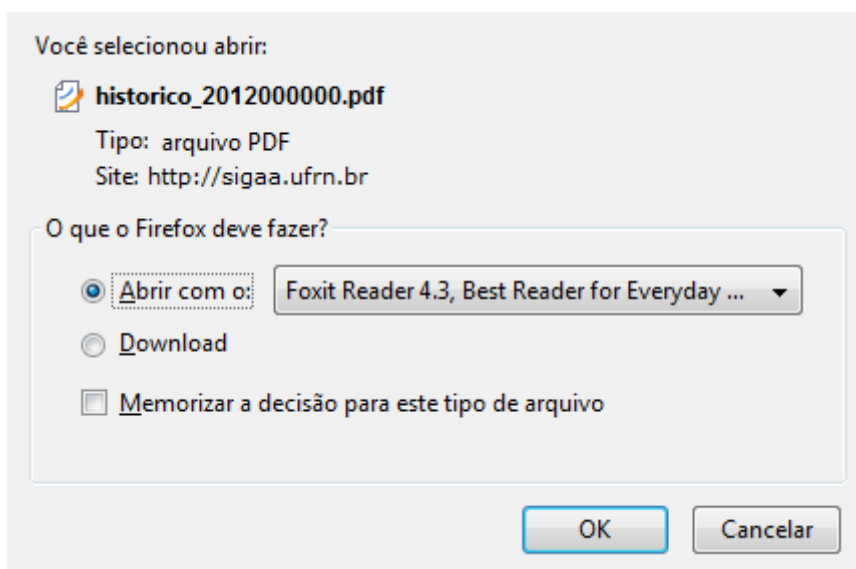 Você selecionou abrir:
historico_2012000000.pdf
Tipo: arquivo PDF
Site: http://sigaa.ufrn.br
O que o Firefox deve fazer?
Abrir com o: Foxit Reader 4.3, Best Reader for Everyday ...
Download
Memorizar a decisão para este tipo de arquivo
OK Cancelar